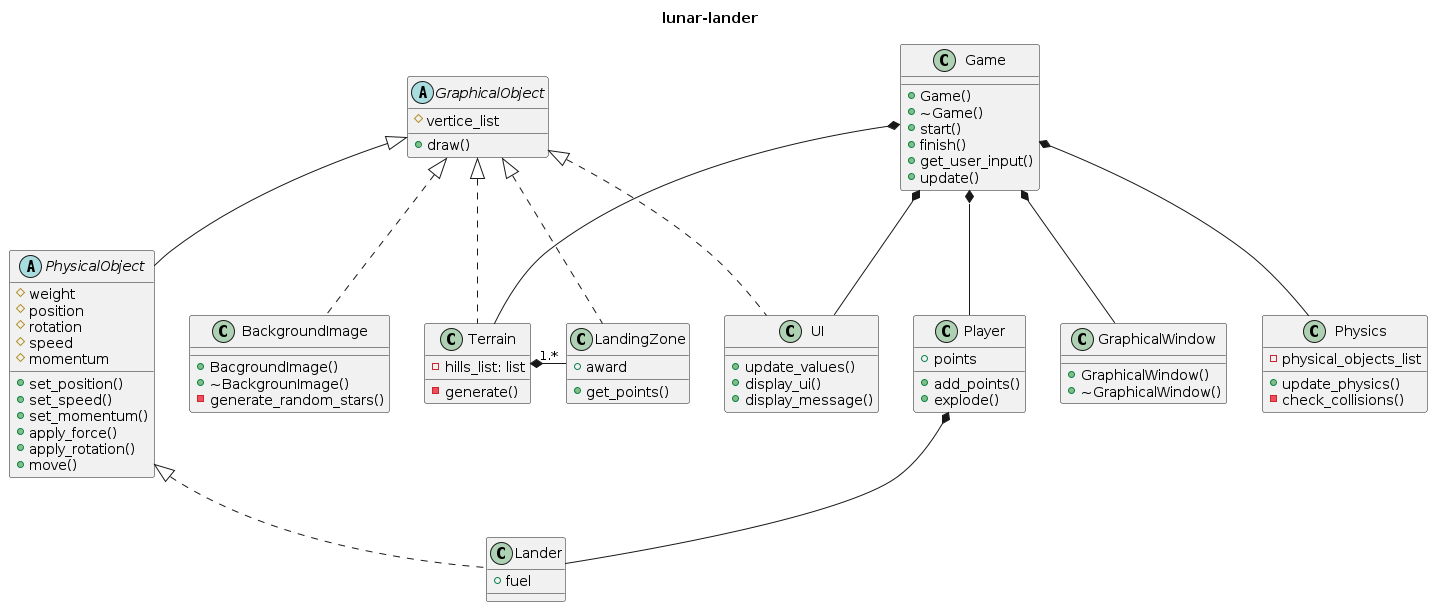 lunar-lander
C Game
Game()
~Game()
start()
finish()
get_user_input()
update()
A GraphicalObject
vertice_list
draw()
A PhysicalObject
weight
position
rotation
speed
momentum
set_position()
set_speed()
set_momentum()
apply_force()
apply_rotation()
move()
C BackgroundImage
BacgroundImage()
~BackgrounImage()
generate_random_stars()
C Terrain
hills_list: list
generate()
1.*
C LandingZone
award
get_points()
C UI
update_values()
display_ui()
display_message()
C Player
points
add_points()
explode()
C GraphicalWindow
GraphicalWindow()
~GraphicalWindow()
C Physics
physical_objects_list
update_physics()
check_collisions()
C Lander
fuel